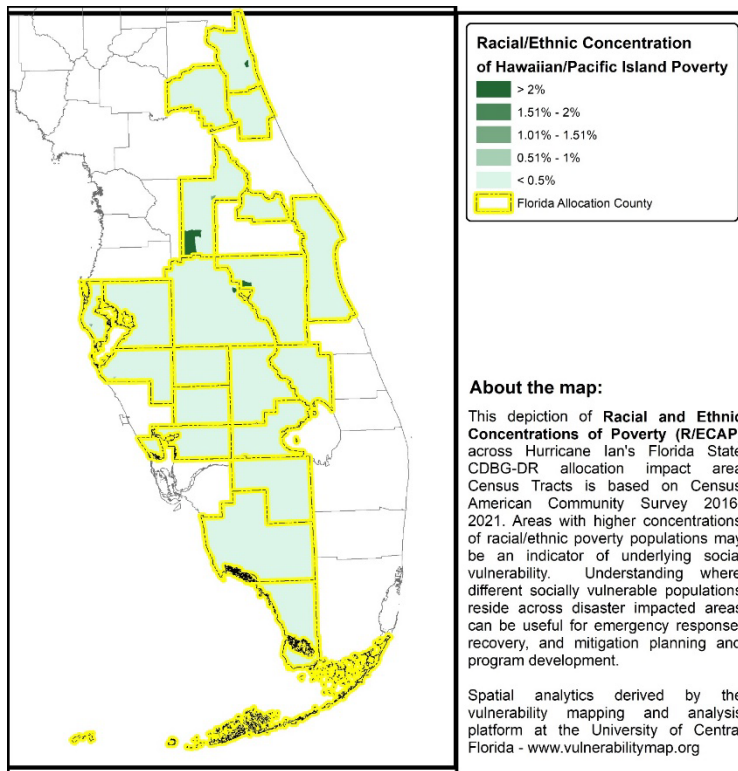 Racial/Ethnic Concentration
of Hawaiian/Pacific Island Poverty
> 2%
1.51% - 2%
1.01% - 1.51%
0.51% - 1%
< 0.5%
Florida Allocation County
About the map:
This depiction of Racial and Ethnic
Concentrations of Poverty (R/ECAP
across Hurricane Ian's Florida State
CDBG-DR allocation impact area
Census Tracts is based on Census
American Community Survey 2016
2021. Areas with higher concentrations
of racial/ethnic poverty populations may
be an indicator of underlying socia
vulnerability. Understanding where
different socially vulnerable populations
reside across disaster impacted areas
can be useful for emergency response
recovery, and mitigation planning and
program development.
Spatial analytics derived by the
vulnerability mapping and analysis
platform at the University of Centra
Florida - www.vulnerabilitymap.org